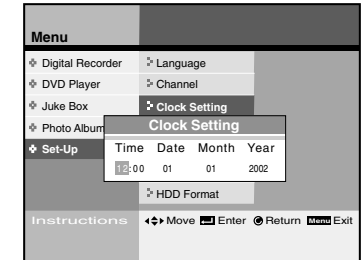 Menu
Digital Recorder
Language
DVD Player
Channel
Juke Box
Clock Setting
Photo Album
Clock Setting
Set-Up
Time Date Month Year
12:00 01 01 2002
HDD Format
Instructions Move Enter Return Menu Exit